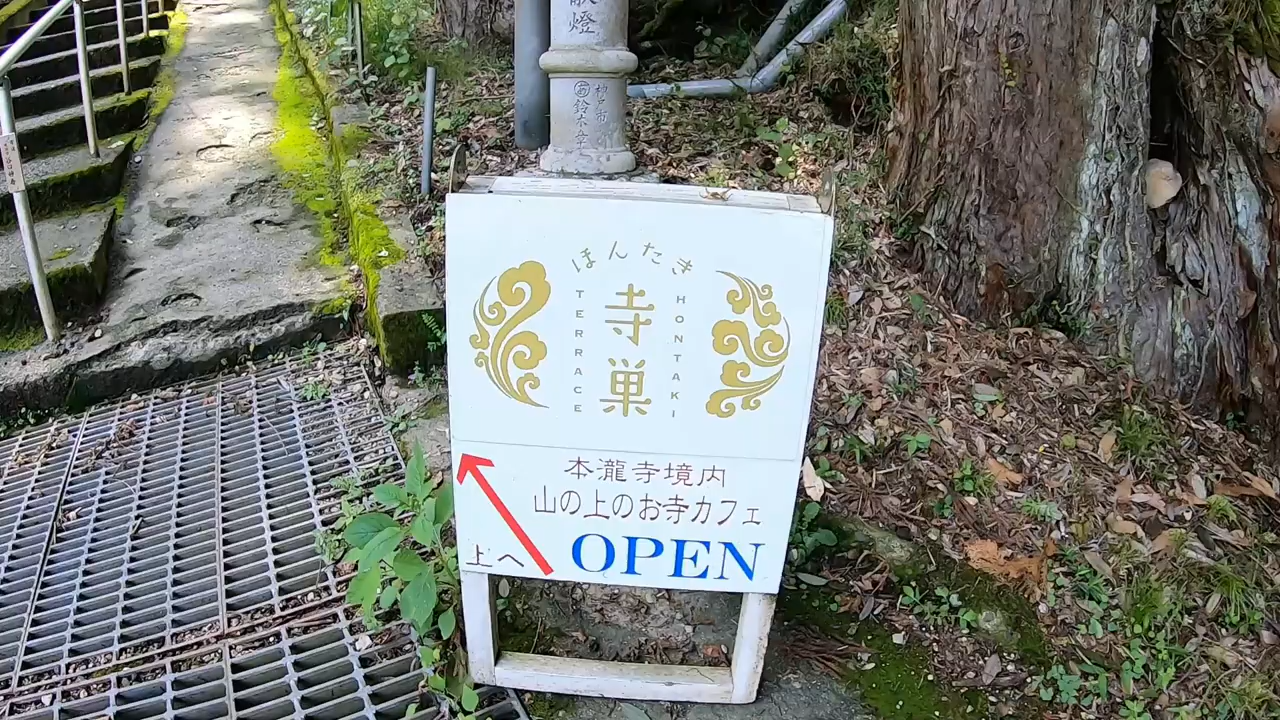 燈
神戸市
鈴木
ほんたき
TERRACE
寺巣
HONTAKI
本瀧寺境内
山の上のお寺カフェ
上へ
OPEN